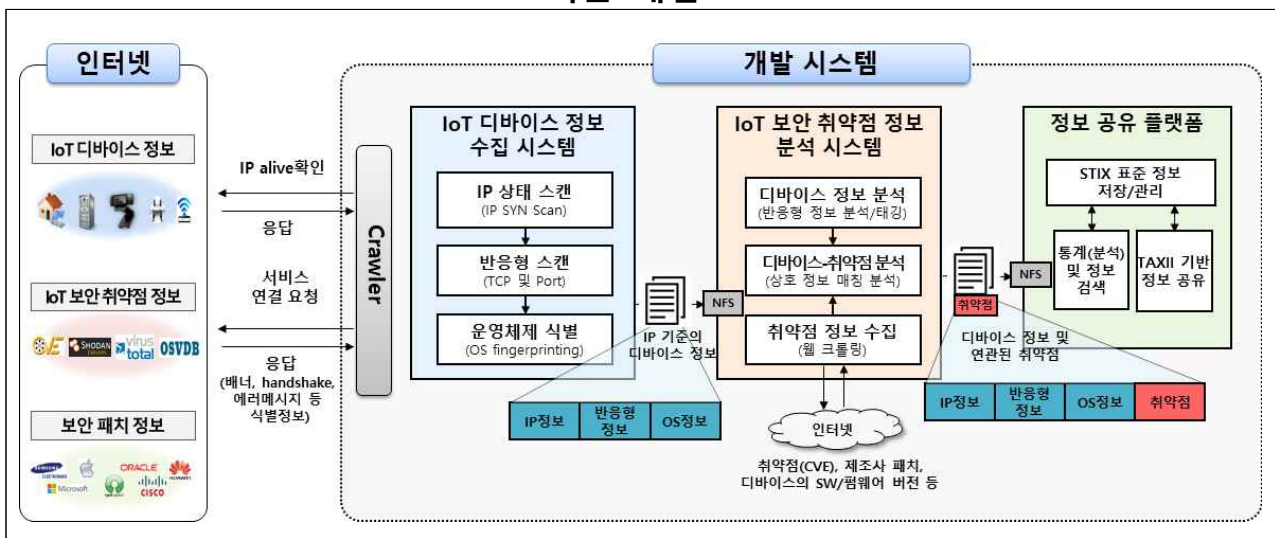 인터넷
개발 시스템
IoT 디바이스 정보
IoT 보안 취약점 정보
CVE
SHODAN
virus
total
OSVDB
보안 패치 정보
SAMSUNG
ELECTRONICS
ORACLE
HUAWEI
Microsoft
CISCO
IP alive확인
응답
서비스
연결 요청
응답
(배너, handshake,
에러메시지 등
식별정보)
Crawler
IoT 디바이스 정보
수집 시스템
IP 상태 스캔
(IP SYN Scan)
반응형 스캔
(TCP 및 Port)
운영체제 식별
(OS fingerprinting)
IP 기준의
디바이스 정보
IP정보
반응형
정보
OS정보
NFS
IoT 보안 취약점 정보
분석 시스템
디바이스 정보 분석
(반응형 정보 분석/태깅)
디바이스-취약점 분석
(상호 정보 매칭 분석)
취약점 정보 수집
(웹 크롤링)
인터넷
취약점(CVE), 제조사 패치,
디바이스의 SW/펌웨어 버전 등
취약점
디바이스 정보 및
연관된 취약점
IP정보
반응형
정보
OS정보
취약점
NFS
정보 공유 플랫폼
STIX 표준 정보
저장/관리
통계(분석)
및 정보
검색
TAXII 기반
정보 공유